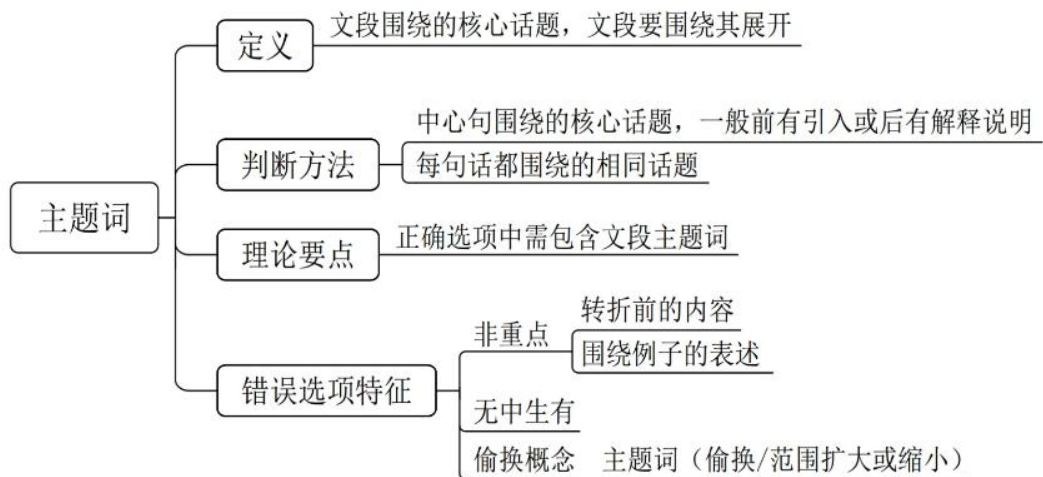 主题词
定义
文段围绕的核心话题，文段要围绕其展开
判断方法
中心句围绕的核心话题，一般前有引入或后有解释说明
每句话都围绕的相同话题
理论要点
正确选项中需包含文段主题词
错误选项特征
非重点
转折前的内容
围绕例子的表述
无中生有
偷换概念 主题词（偷换/范围扩大或缩小）